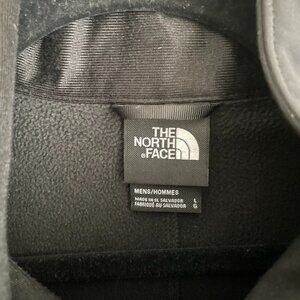 THE
NORTH
FACE
MENS/HOMMES
MADE IN EL SALVADOR L
FABRIQUÉ AU SALVADOR G